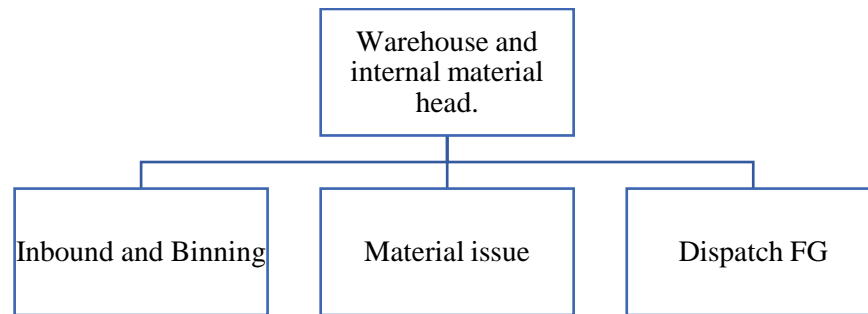 Warehouse and
internal material
head.
Inbound and Binning
Material issue
Dispatch FG